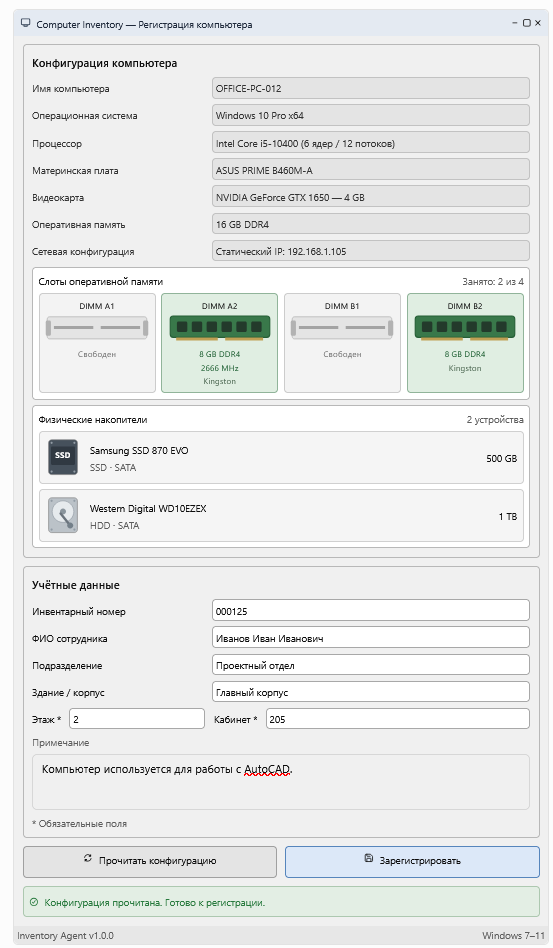 Computer Inventory — Регистрация компьютера
Конфигурация компьютера
Имя компьютера OFFICE-PC-012
Операционная система Windows 10 Pro x64
Процессор Intel Core i5-10400 (6 ядер / 12 потоков)
Материнская плата ASUS PRIME B460M-A
Видеокарта NVIDIA GeForce GTX 1650 — 4 GB
Оперативная память 16 GB DDR4
Сетевая конфигурация Статический IP: 192.168.1.105
Слоты оперативной памяти Занято: 2 из 4
DIMM A1
Свободен
DIMM A2
8 GB DDR4
2666 MHz
Kingston
DIMM B1
Свободен
DIMM B2
8 GB DDR4
Kingston
Физические накопители 2 устройства
SSD
Samsung SSD 870 EVO
SSD · SATA
500 GB
Western Digital WD10EZEX
HDD · SATA
1 TB
Учётные данные
Инвентарный номер 000125
ФИО сотрудника Иванов Иван Иванович
Подразделение Проектный отдел
Здание / корпус Главный корпус
Этаж * 2 Кабинет * 205
Примечание
Компьютер используется для работы с AutoCAD.
* Обязательные поля
Прочитать конфигурацию
Зарегистрировать
Конфигурация прочитана. Готово к регистрации.
Inventory Agent v1.0.0 Windows 7–11